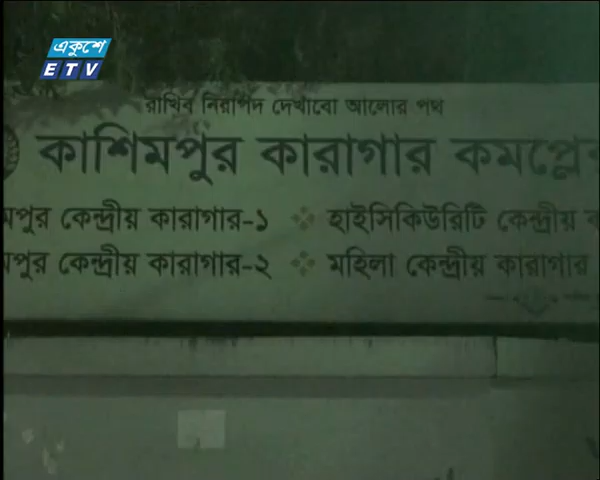 একুশে
ETV
রাখিব নিরাপদ দেখাবো আলোর পথ
কাশিমপুর কারাগার কমপ্লে
মপুর কেন্দ্রীয় কারাগার-১ হাইসিকিউরিটি কেন্দ্রীয় ক
মপুর কেন্দ্রীয় কারাগার-২ মহিলা কেন্দ্রীয় কারাগার